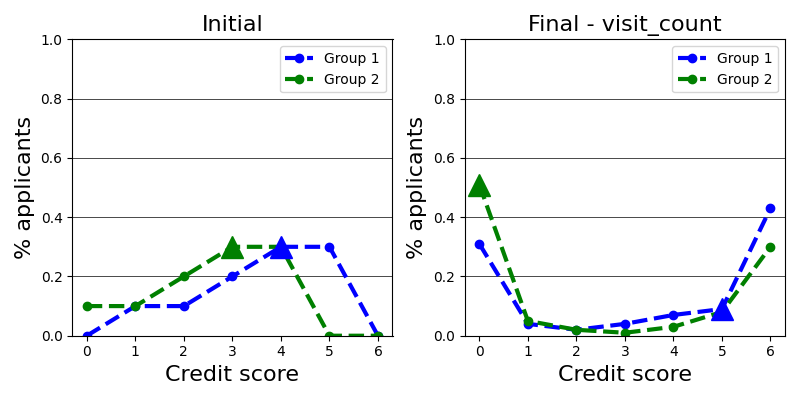 Initial
Final - visit_count
% applicants
1.0
0.8
0.6
0.4
0.2
0.0
0 1 2 3 4 5 6
Credit score
Group 1
Group 2
% applicants
1.0
0.8
0.6
0.4
0.2
0.0
0 1 2 3 4 5 6
Credit score
Group 1
Group 2